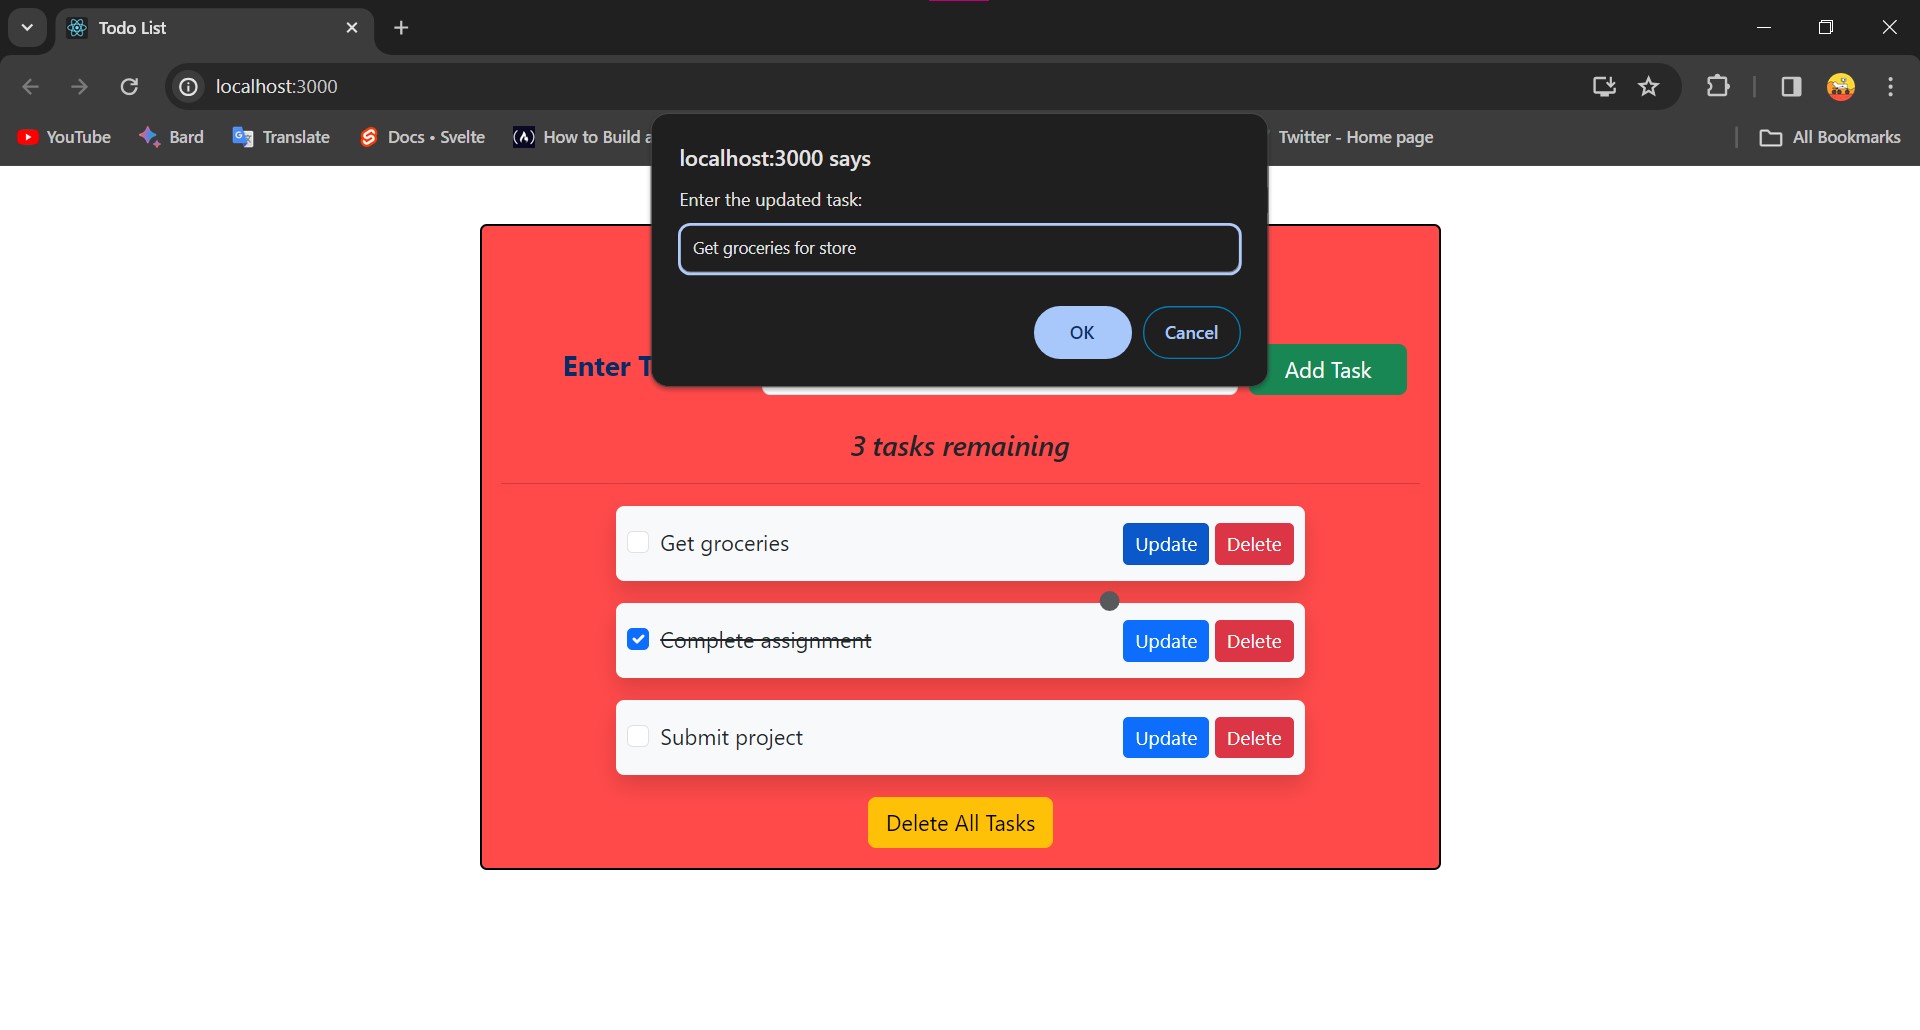 Todo List
localhost:3000
YouTube
Bard
Translate
Docs • Svelte
How to Build
Twitter - Home page
All Bookmarks
localhost:3000 says
Enter the updated task:
Get groceries for store
OK
Cancel
Enter
Add Task
3 tasks remaining
Get groceries
Update
Delete
Complete assignment
Update
Delete
Submit project
Update
Delete
Delete All Tasks